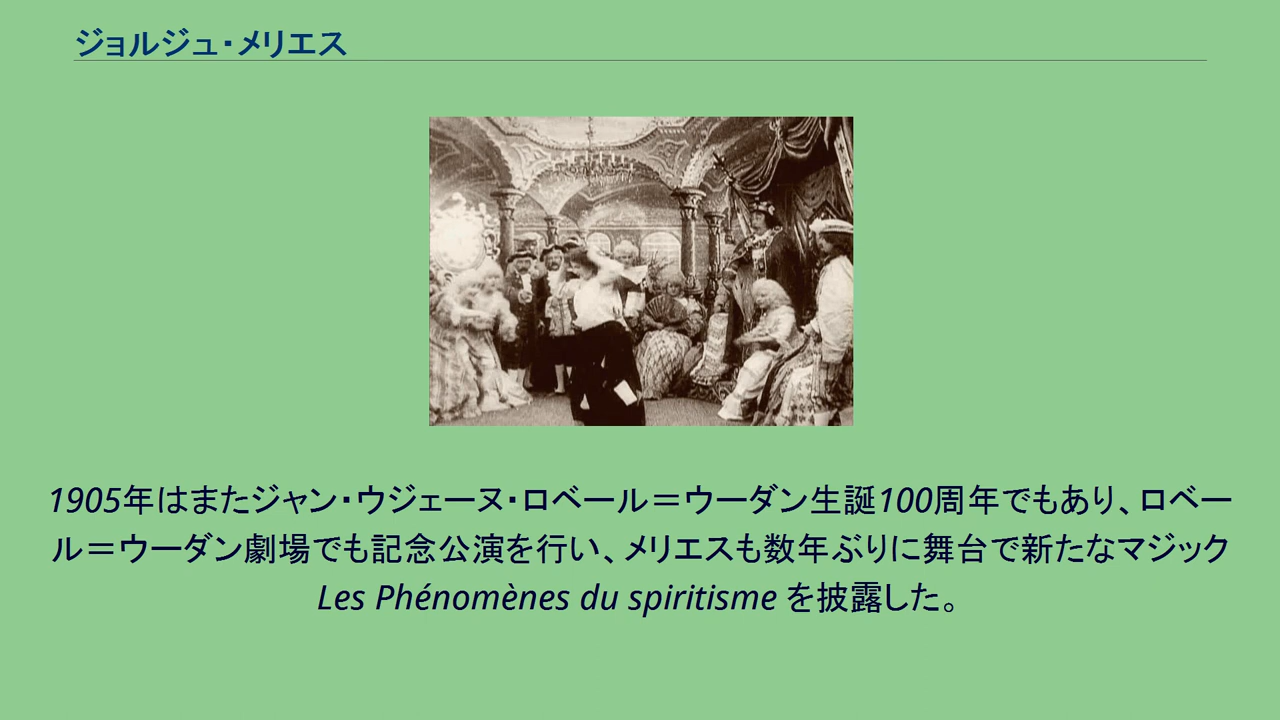 ジョルジュ・メリエス
1905年はまたジャン・ウジェーヌ・ロベール＝ウーダン生誕100周年でもあり、ロベー
ル＝ウーダン劇場でも記念公演を行い、メリエスも数年ぶりに舞台で新たなマジック
Les Phénomènes du spiritisme を披露した。